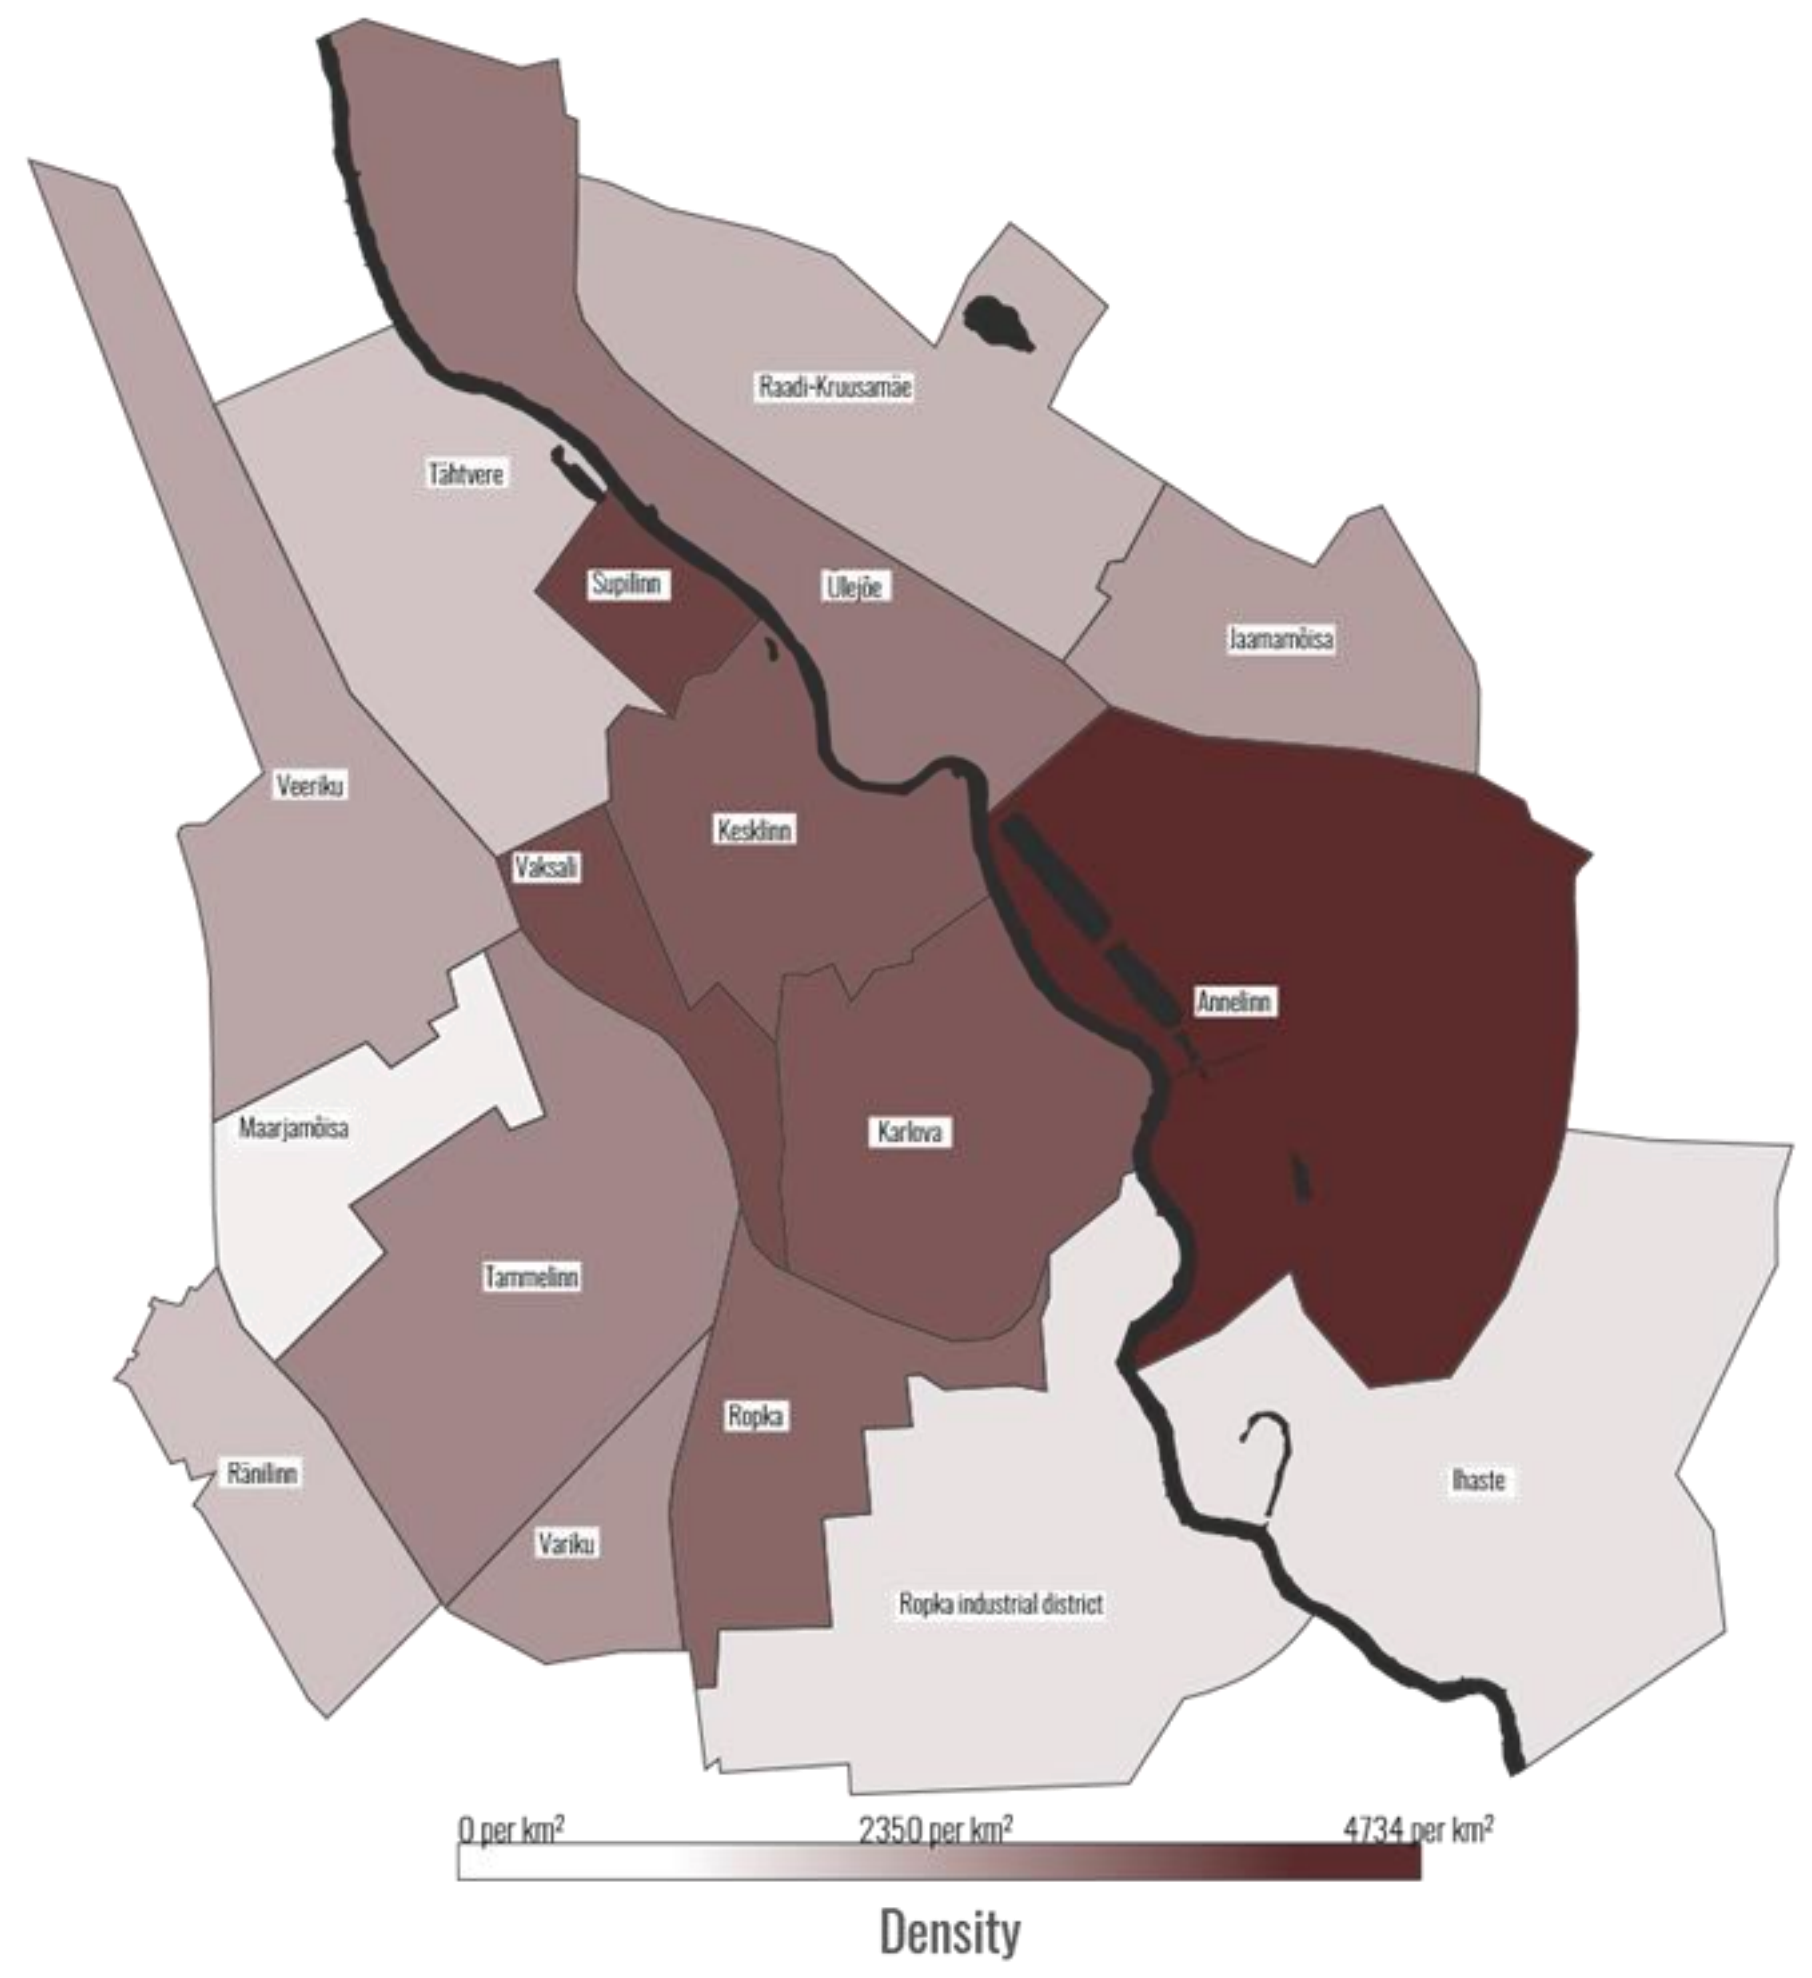 Raadi-Kruusamäe
Tähtvere
Supilinn
Ülejõe
Jaamamõisa
Veeriku
Kesklinn
Vaksali
Annelinn
Maarjamõisa
Karlova
Tammelinn
Ropka
Ränilinn
Ihaste
Variku
Ropka industrial district
0 per km² 2350 per km² 4734 per km²
Density